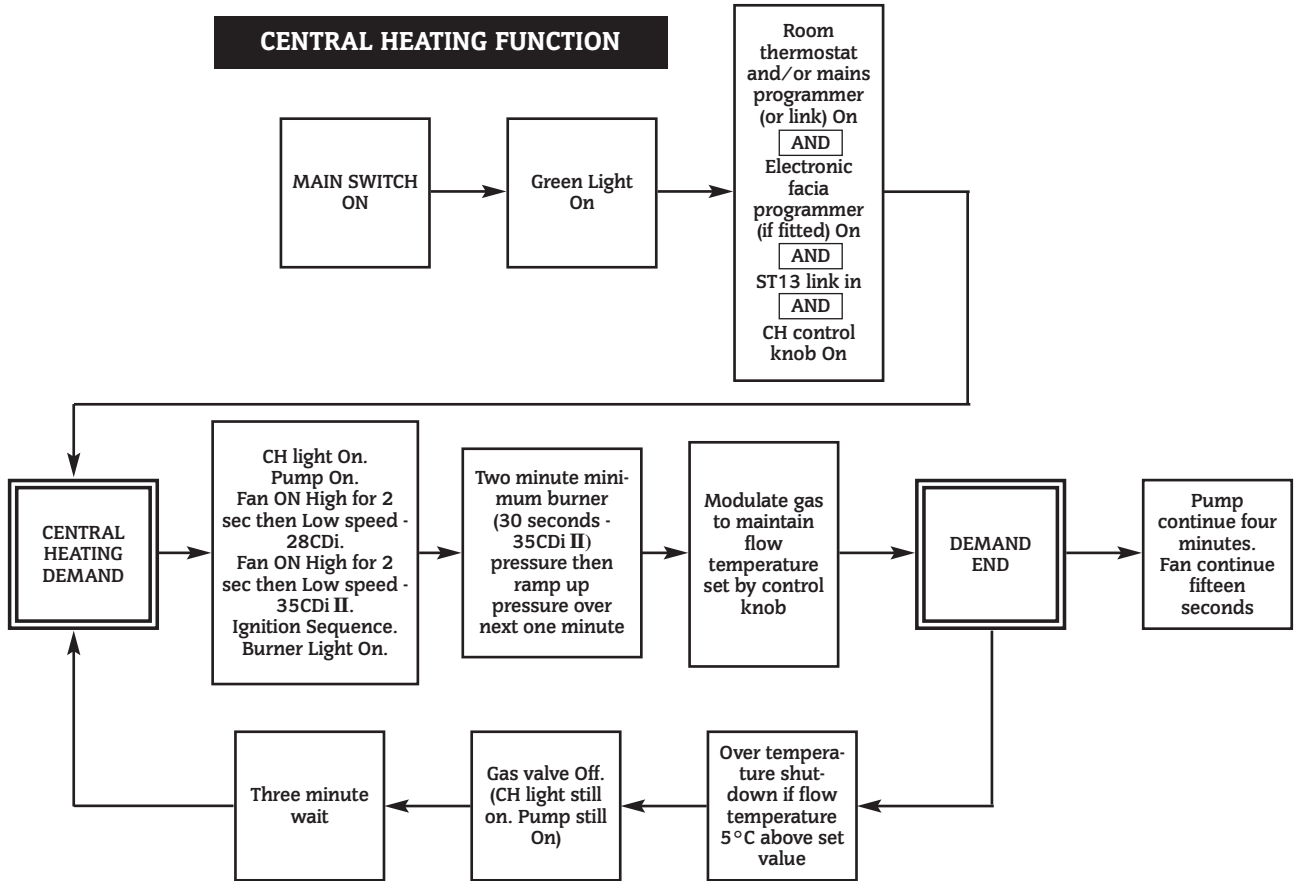 CENTRAL HEATING FUNCTION
MAIN SWITCH
ON
Green Light
On
Room
thermostat
and/or mains
programmer
(or link) On
AND
Electronic
facia
programmer
(if fitted) On
AND
ST13 link in
AND
CH control
knob On
CENTRAL
HEATING
DEMAND
CH light On.
Pump On.
Fan ON High for 2
sec then Low speed -
28CDi.
Fan ON High for 2
sec then Low speed -
35CDi II.
Ignition Sequence.
Burner Light On.
Two minute mini-
mum burner
(30 seconds -
35CDi II)
pressure then
ramp up
pressure over
next one minute
Modulate gas
to maintain
flow
temperature
set by control
knob
DEMAND
END
Pump
continue four
minutes.
Fan continue
fifteen
seconds
Over tempera-
ture shut-
down if flow
temperature
5°C above set
value
Gas valve Off.
(CH light still
on. Pump still
On)
Three minute
wait